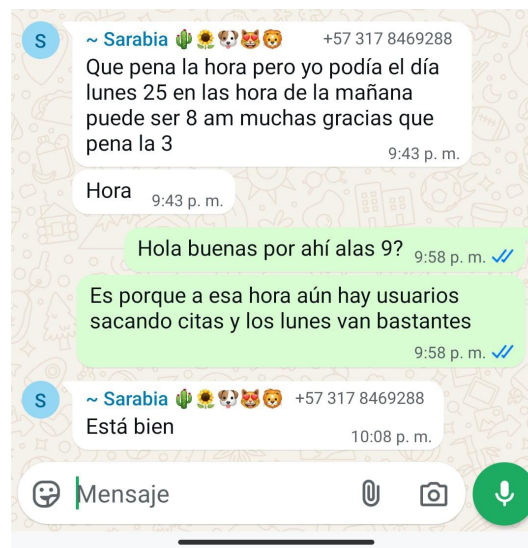 S
~ Sarabia 🌵🌻🐶😻🦁 +57 317 8469288
Que pena la hora pero yo podía el día
lunes 25 en las hora de la mañana
puede ser 8 am muchas gracias que
pena la 3
9:43 p. m.
Hora 9:43 p. m.
Hola buenas por ahí alas 9? 9:58 p. m.
Es porque a esa hora aún hay usuarios
sacando citas y los lunes van bastantes
9:58 p. m.
S
~ Sarabia 🌵🌻🐶😻🦁 +57 317 8469288
Está bien
10:08 p. m.
Mensaje